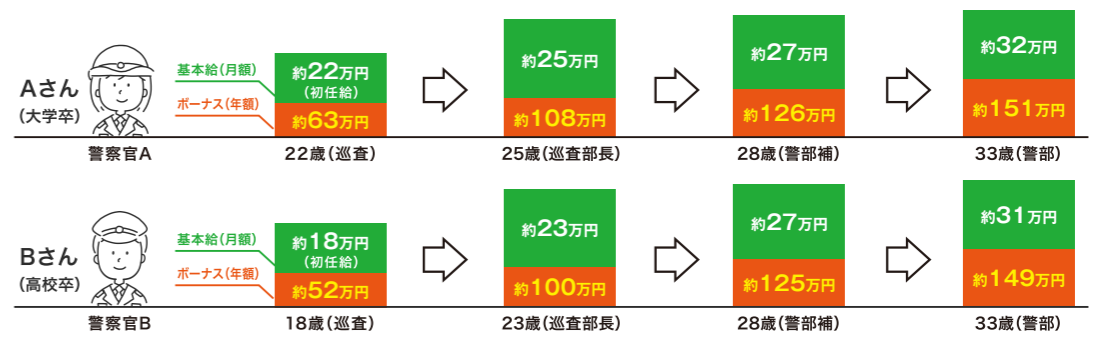 Aさん
(大学卒)
警察官A
基本給(月額)
ボーナス(年額)
約22万円
(初任給)
約63万円
22歳(巡査)
約25万円
約108万円
25歳(巡査部長)
約27万円
約126万円
28歳(警部補)
約32万円
約151万円
33歳(警部)
Bさん
(高校卒)
警察官B
基本給(月額)
ボーナス(年額)
約18万円
(初任給)
約52万円
18歳(巡査)
約23万円
約100万円
23歳(巡査部長)
約27万円
約125万円
28歳(警部補)
約31万円
約149万円
33歳(警部)